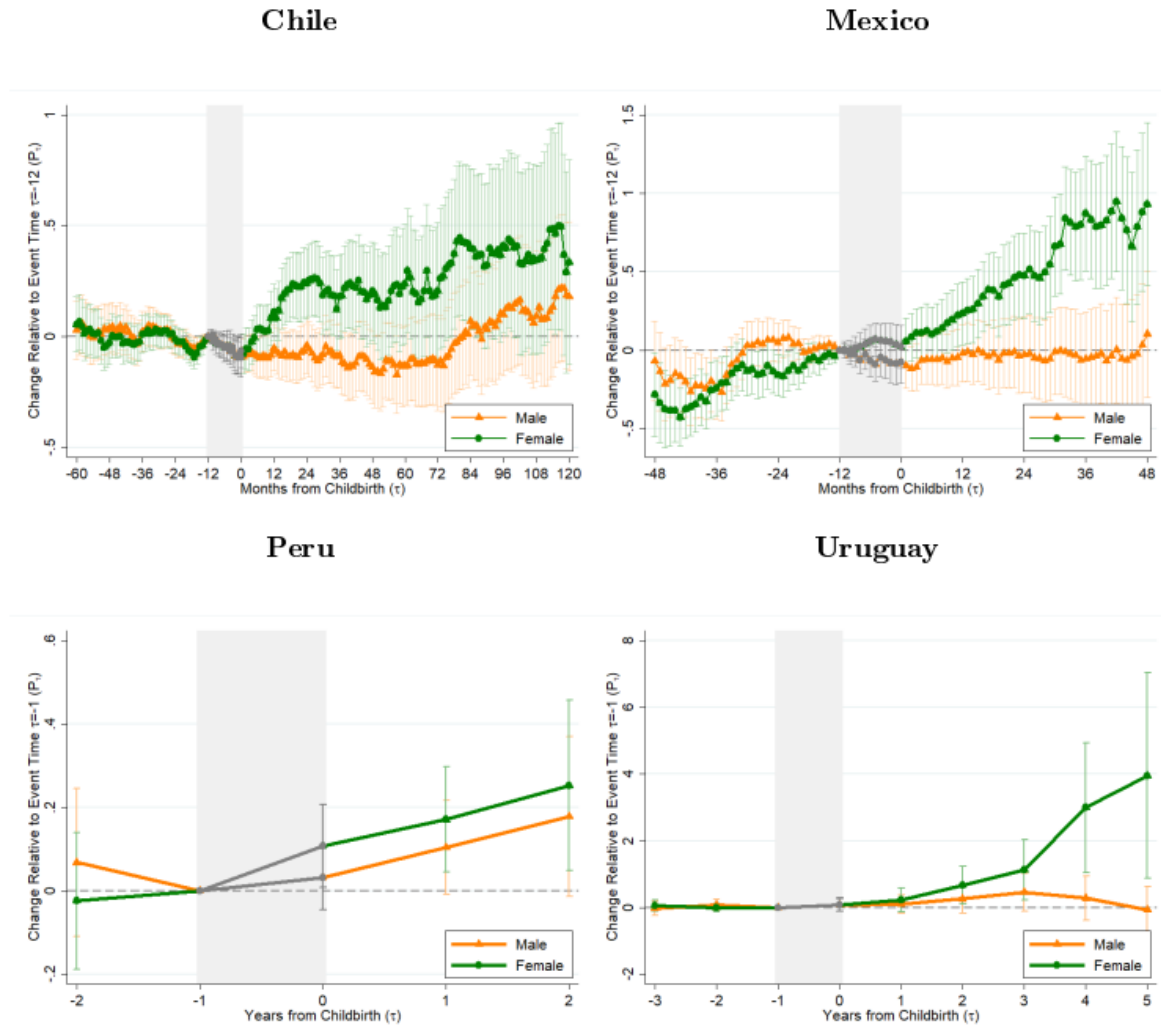 Chile
Mexico
Change Relative to Event Time τ=-12 (Pτ)
1
.5
0
-.5
-60 -48 -36 -24 -12 0 12 24 36 48 60 72 84 96 108 120
Months from Childbirth (τ)
Male
Female
Change Relative to Event Time τ=-12 (Pτ)
1.5
1
.5
0
-.5
-48 -36 -24 -12 0 12 24 36 48
Months from Childbirth (τ)
Male
Female
Peru
Uruguay
Change Relative to Event Time τ=-1 (Pτ)
.6
.4
.2
0
-.2
-2 -1 0 1 2
Years from Childbirth (τ)
Male
Female
Change Relative to Event Time τ=-1 (Pτ)
8
6
4
2
0
-2
-3 -2 -1 0 1 2 3 4 5
Years from Childbirth (τ)
Male
Female